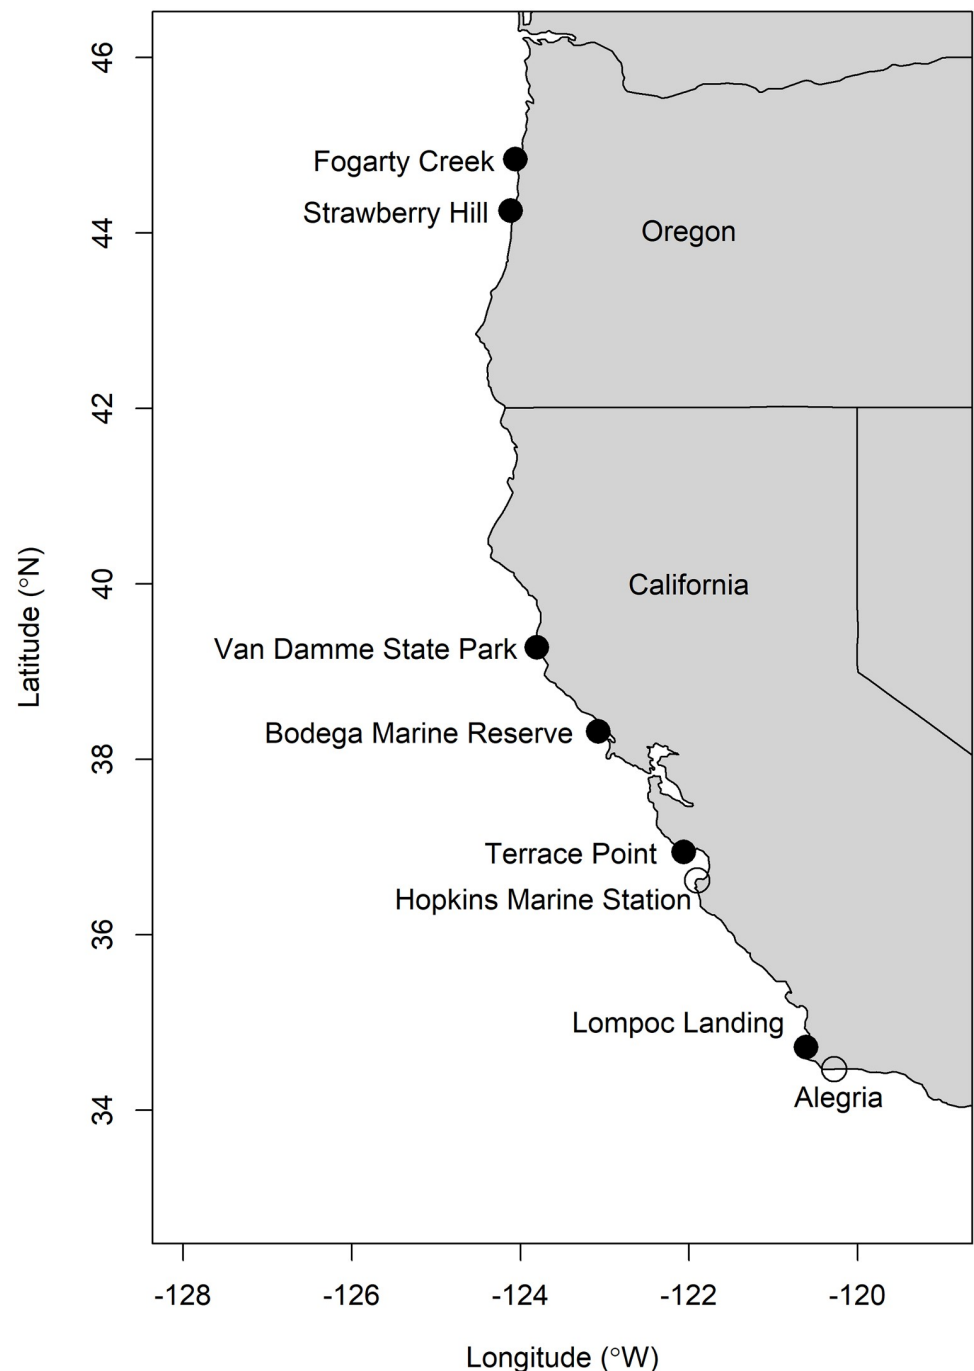 46
Fogarty Creek
Strawberry Hill
44
Oregon
42
Latitude (°N)
40
California
Van Damme State Park
Bodega Marine Reserve
38
Terrace Point
Hopkins Marine Station
36
Lompoc Landing
Alegria
34
-128 -126 -124 -122 -120
Longitude (°W)